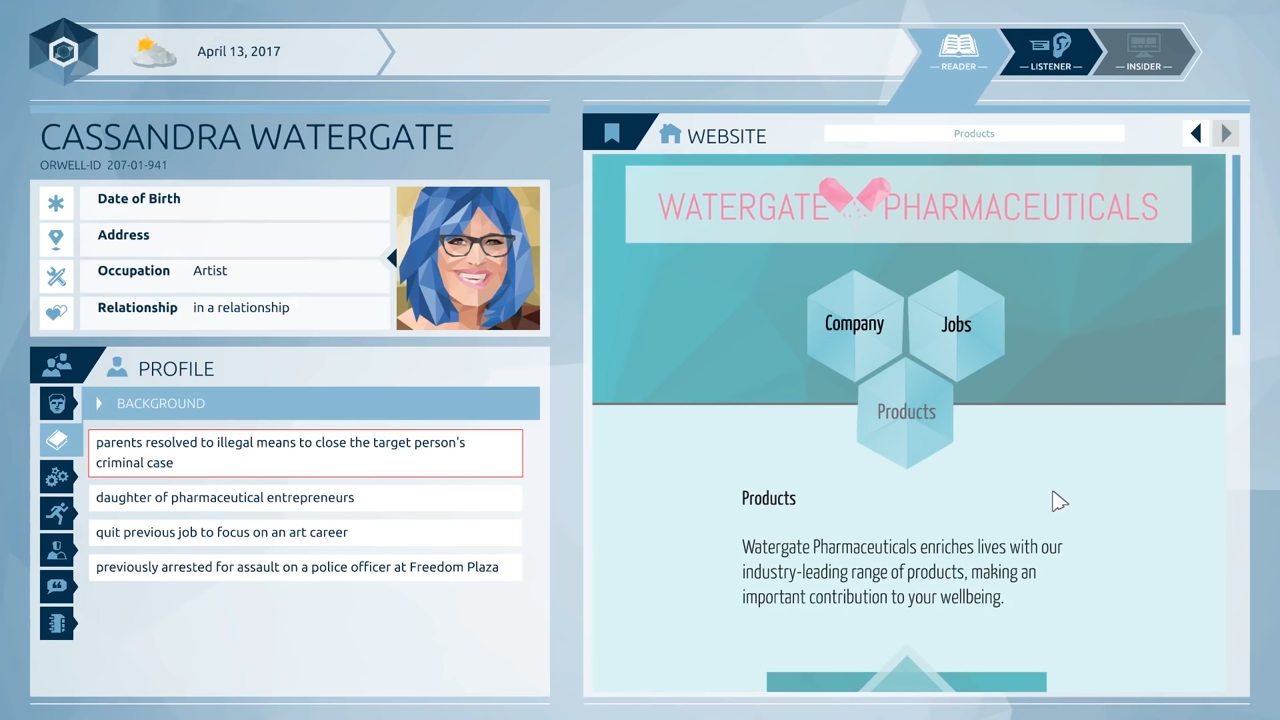 April 13, 2017
— READER —
— LISTENER —
— INSIDER —
CASSANDRA WATERGATE
ORWELL-ID 207-01-941
Date of Birth
Address
Occupation Artist
Relationship in a relationship
PROFILE
BACKGROUND
parents resolved to illegal means to close the target person's
criminal case
daughter of pharmaceutical entrepreneurs
quit previous job to focus on an art career
previously arrested for assault on a police officer at Freedom Plaza
WEBSITE
Products
WATERGATE PHARMACEUTICALS
Company
Jobs
Products
Products
Watergate Pharmaceuticals enriches lives with our
industry-leading range of products, making an
important contribution to your wellbeing.